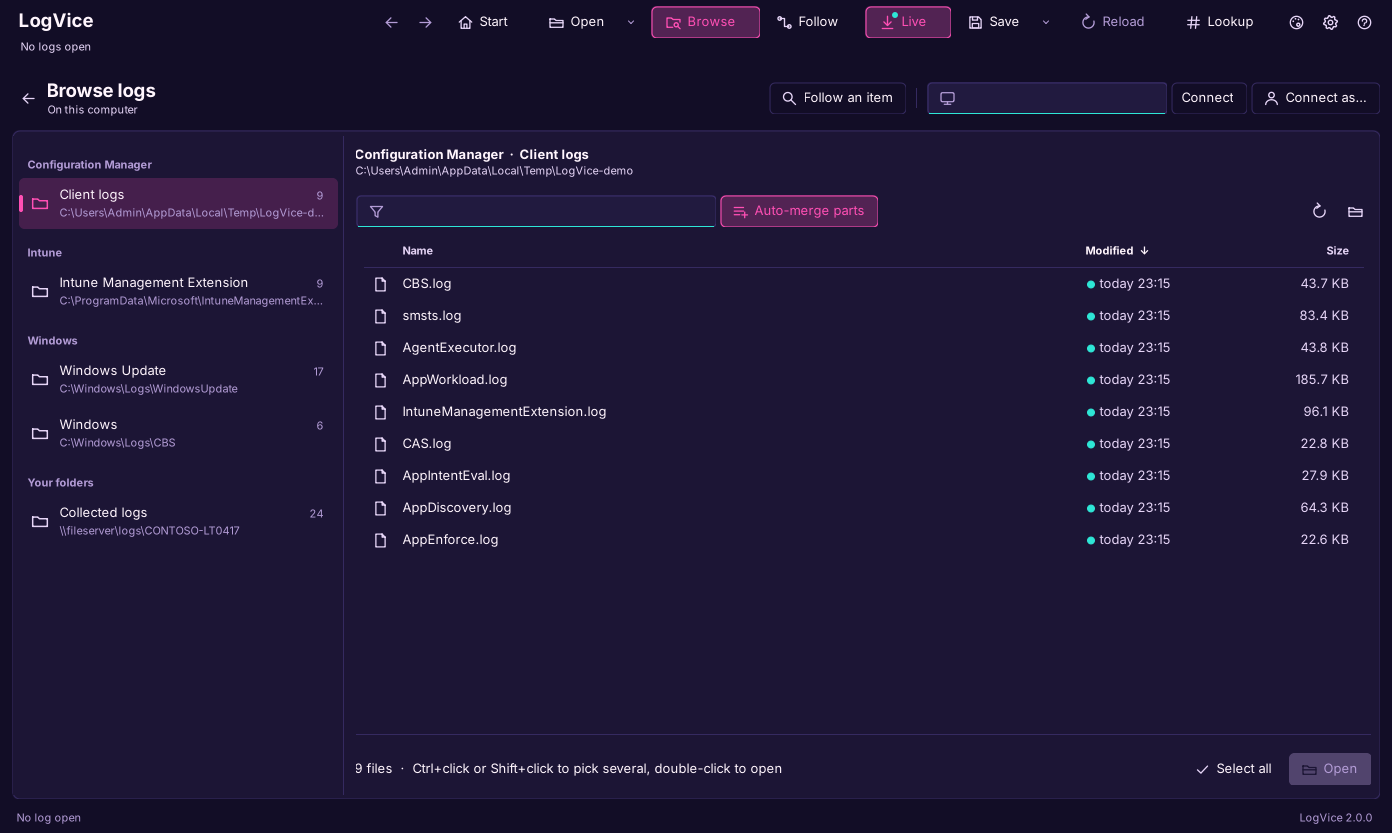 LogVice
No logs open
Start
Open
Browse
Follow
Live
Save
Reload
Lookup
Browse logs
On this computer
Follow an item
Connect
Connect as...
Configuration Manager
Client logs
9
C:\Users\Admin\AppData\Local\Temp\LogVice-d...
Intune
Intune Management Extension
9
C:\ProgramData\Microsoft\IntuneManagementEx...
Windows
Windows Update
17
C:\Windows\Logs\WindowsUpdate
Windows
6
C:\Windows\Logs\CBS
Your folders
Collected logs
24
\\fileserver\logs\CONTOSO-LT0417
Configuration Manager · Client logs
C:\Users\Admin\AppData\Local\Temp\LogVice-demo
Auto-merge parts
Name Modified Size
CBS.log today 23:15 43.7 KB
smsts.log today 23:15 83.4 KB
AgentExecutor.log today 23:15 43.8 KB
AppWorkload.log today 23:15 185.7 KB
IntuneManagementExtension.log today 23:15 96.1 KB
CAS.log today 23:15 22.8 KB
AppIntentEval.log today 23:15 27.9 KB
AppDiscovery.log today 23:15 64.3 KB
AppEnforce.log today 23:15 22.6 KB
9 files · Ctrl+click or Shift+click to pick several, double-click to open
Select all
Open
No log open
LogVice 2.0.0